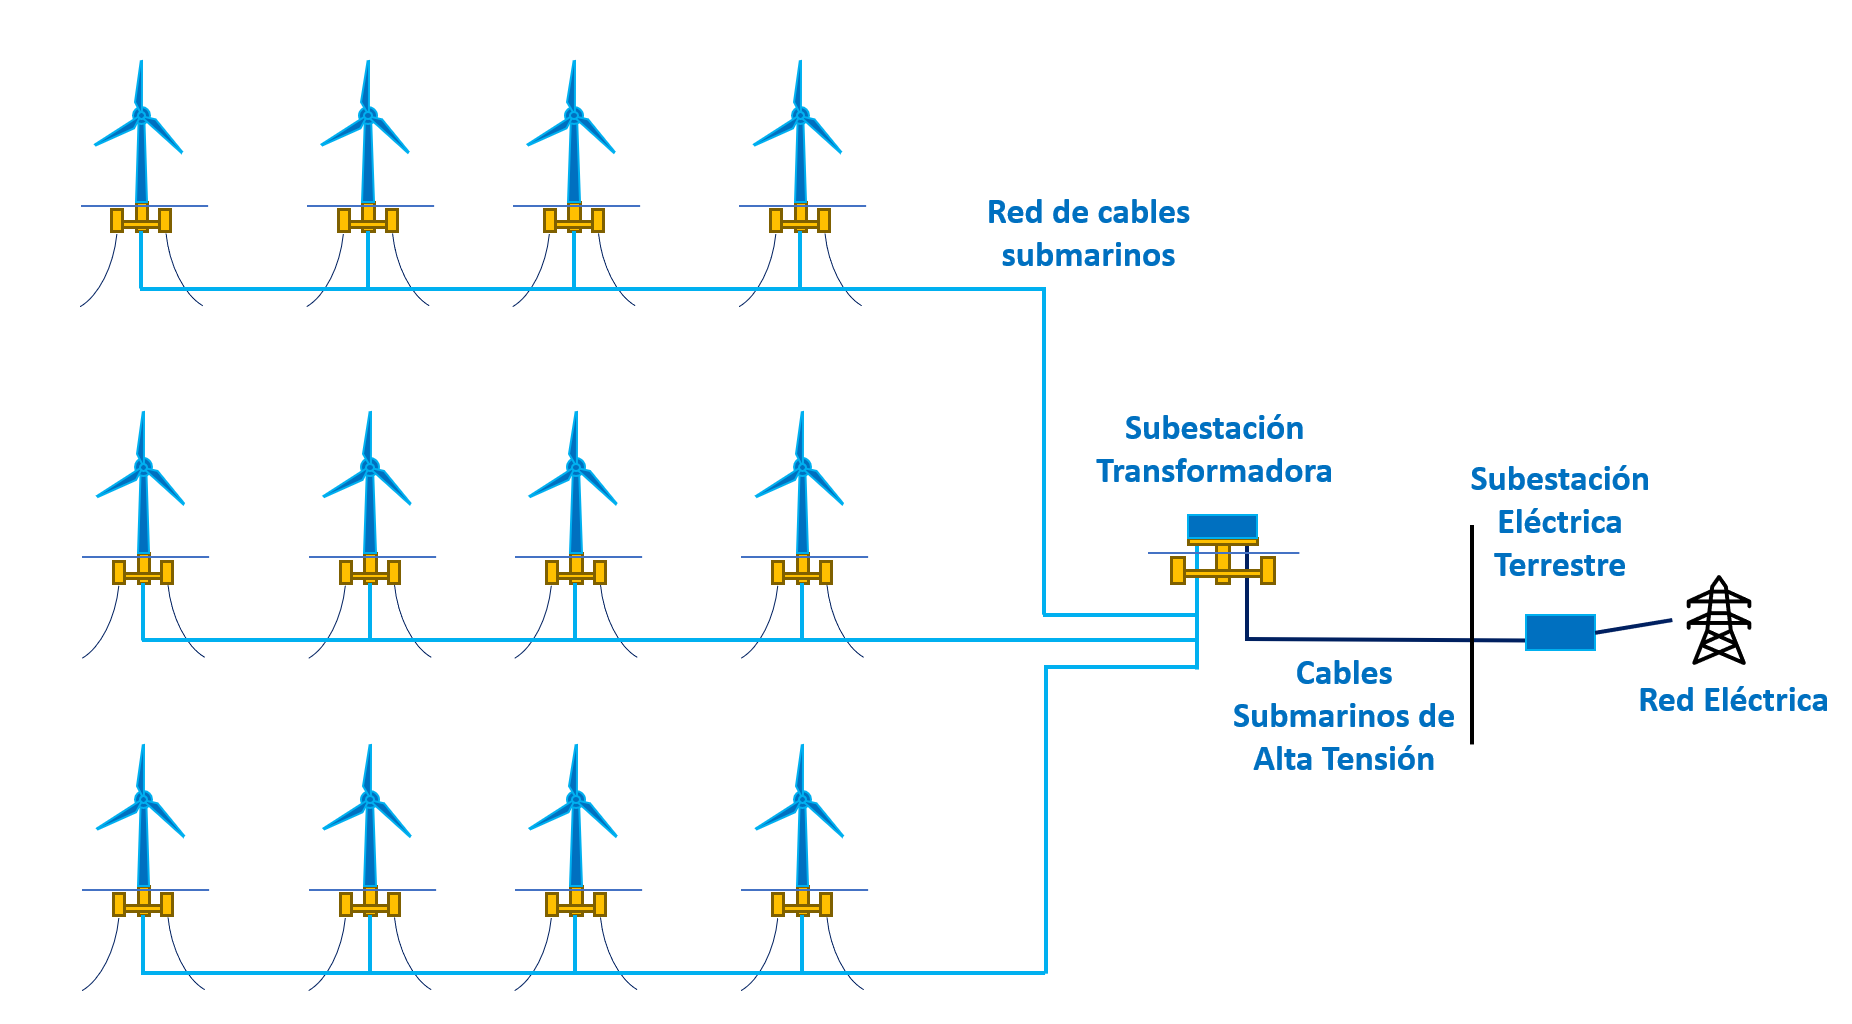 Red de cables
submarinos
Subestación
Transformadora
Subestación
Eléctrica
Terrestre
Cables
Submarinos de
Alta Tensión
Red Eléctrica